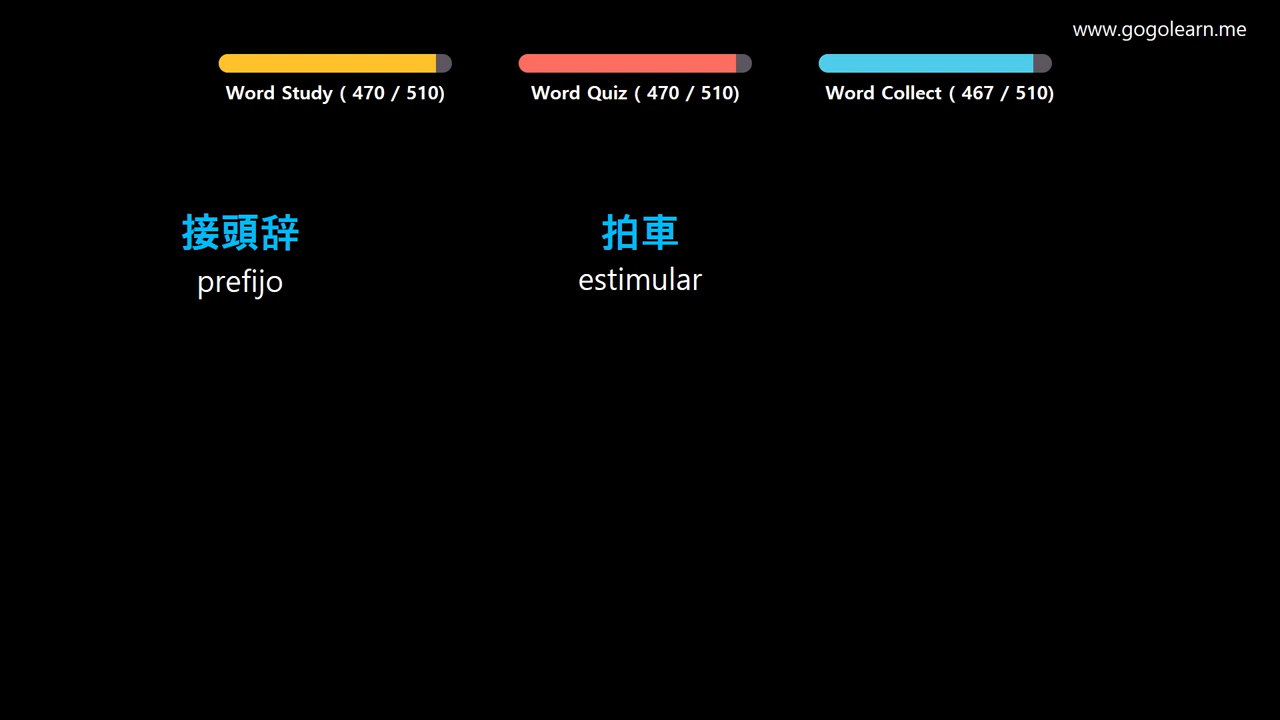 www.gogolearn.me
Word Study ( 470 / 510)
Word Quiz ( 470 / 510)
Word Collect ( 467 / 510)
接頭辞
prefijo
拍車
estimular